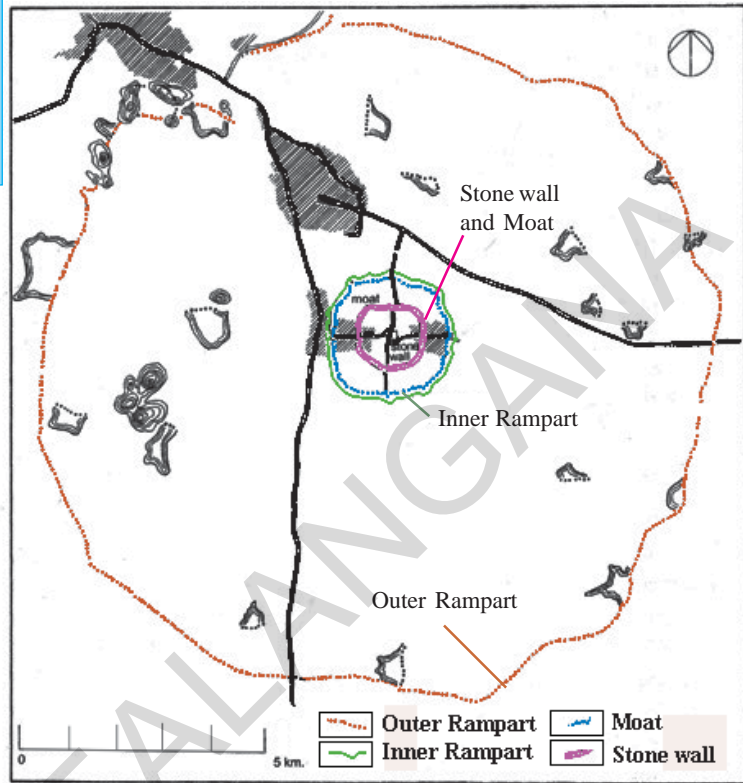 Stone wall
and Moat
moat
stone
wall
Inner Rampart
Outer Rampart
Outer Rampart
Moat
Inner Rampart
Stone wall
0
5 km.
TALANGANA